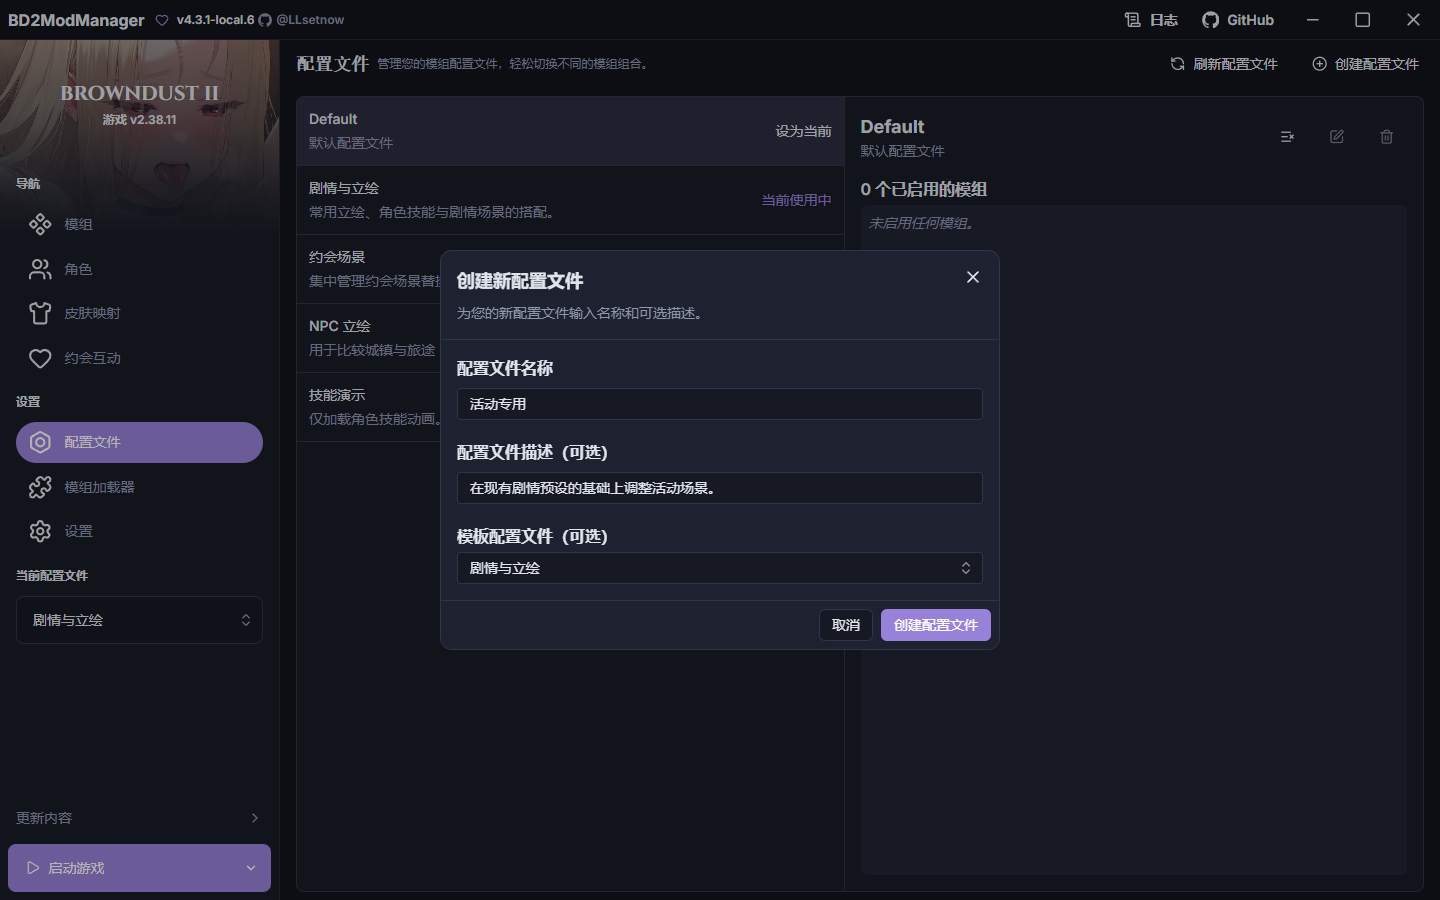 BD2ModManager v4.3.1-local.6 @LLsetnow
日志 GitHub
BROWNDUST II
游戏 v2.38.11
导航
模组
角色
皮肤映射
约会互动
设置
配置文件
模组加载器
设置
当前配置文件
剧情与立绘
更新内容
启动游戏
配置文件 管理您的模组配置文件，轻松切换不同的模组组合。
刷新配置文件 创建配置文件
Default
默认配置文件
设为当前
剧情与立绘
常用立绘、角色技能与剧情场景的搭配。
当前使用中
约会场景
集中管理约会场景替
NPC 立绘
用于比较城镇与旅途
技能演示
仅加载角色技能动画。
Default
默认配置文件
0 个已启用的模组
未启用任何模组。
创建新配置文件
为您的新配置文件输入名称和可选描述。
配置文件名称
活动专用
配置文件描述（可选）
在现有剧情预设的基础上调整活动场景。
模板配置文件（可选）
剧情与立绘
取消 创建配置文件